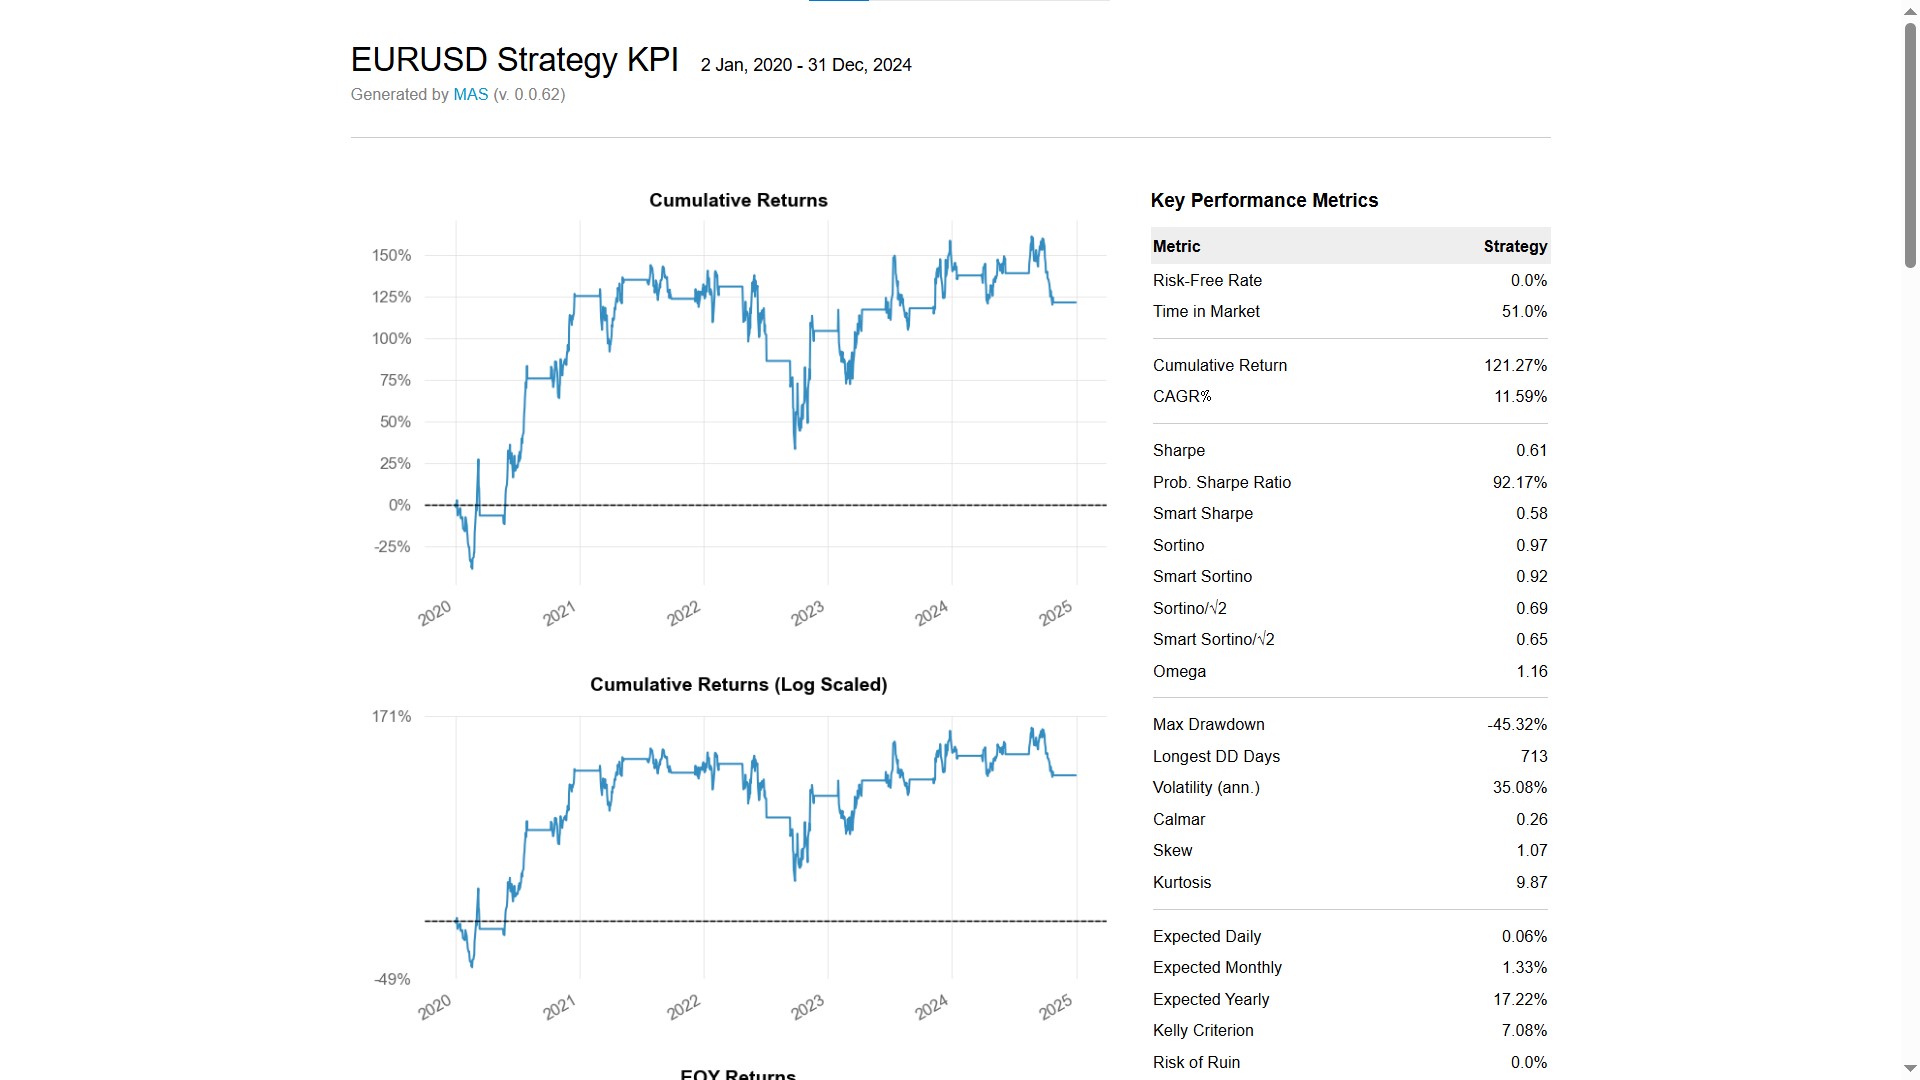 EURUSD Strategy KPI 2 Jan, 2020 - 31 Dec, 2024
Generated by MAS (v. 0.0.62)
Cumulative Returns
150%
125%
100%
75%
50%
25%
0%
-25%
2020 2021 2022 2023 2024 2025
Cumulative Returns (Log Scaled)
171%
-49%
2020 2021 2022 2023 2024 2025
EOY Returns
Key Performance Metrics
Metric Strategy
Risk-Free Rate 0.0%
Time in Market 51.0%
Cumulative Return 121.27%
CAGR﹪ 11.59%
Sharpe 0.61
Prob. Sharpe Ratio 92.17%
Smart Sharpe 0.58
Sortino 0.97
Smart Sortino 0.92
Sortino/√2 0.69
Smart Sortino/√2 0.65
Omega 1.16
Max Drawdown -45.32%
Longest DD Days 713
Volatility (ann.) 35.08%
Calmar 0.26
Skew 1.07
Kurtosis 9.87
Expected Daily 0.06%
Expected Monthly 1.33%
Expected Yearly 17.22%
Kelly Criterion 7.08%
Risk of Ruin 0.0%